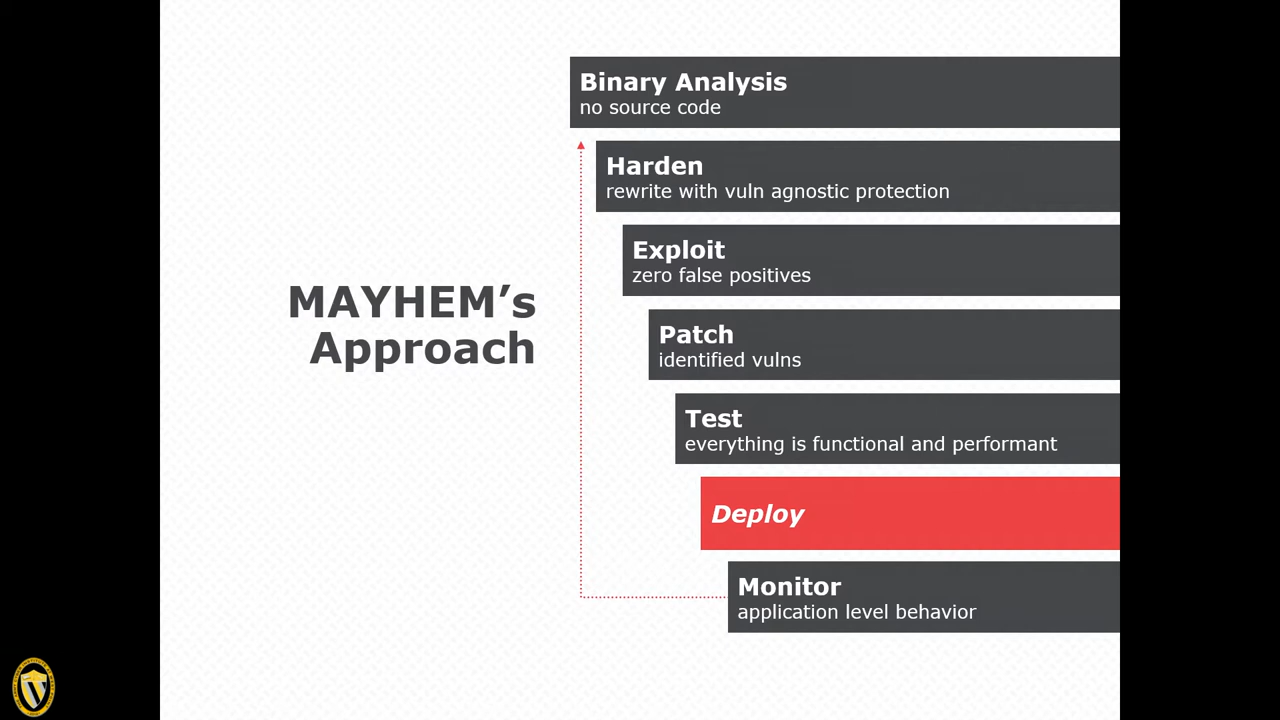 MAYHEM’s
Approach
Binary Analysis
no source code
Harden
rewrite with vuln agnostic protection
Exploit
zero false positives
Patch
identified vulns
Test
everything is functional and performant
Deploy
Monitor
application level behavior